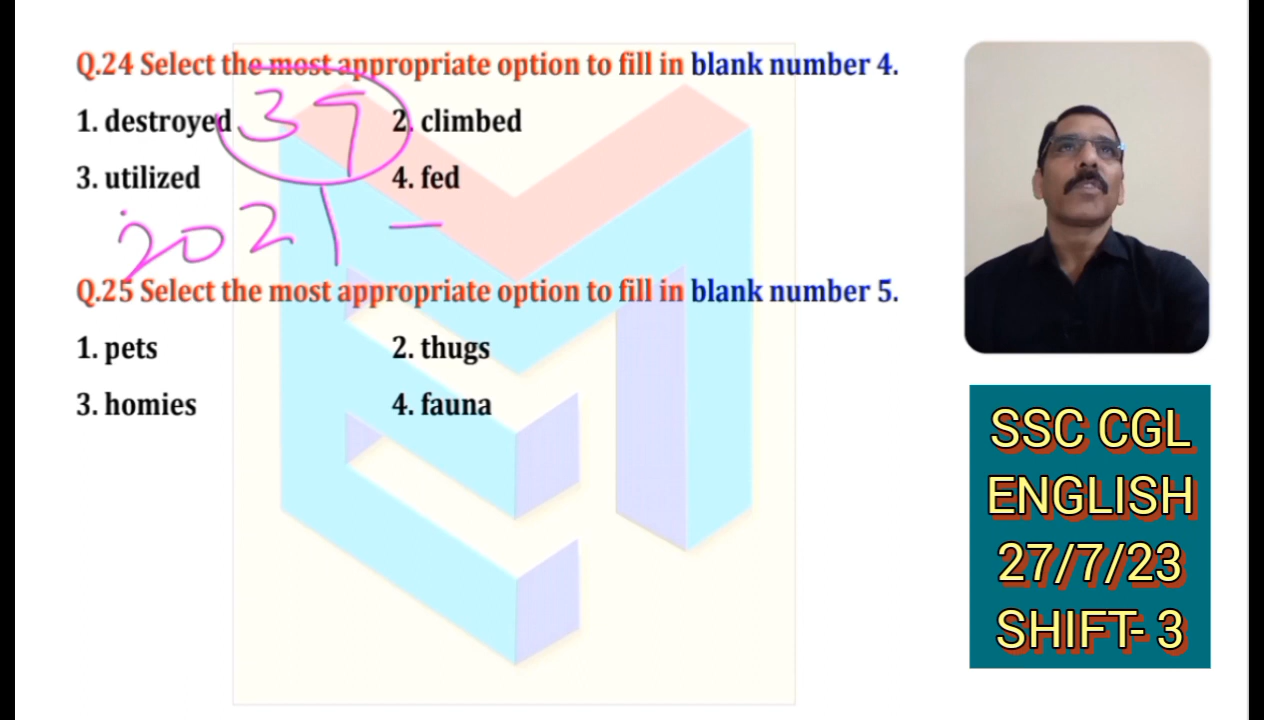 Q.24 Select the most appropriate option to fill in blank number 4.
1. destroyed 39 2. climbed
3. utilized 4. fed
2021 -
Q.25 Select the most appropriate option to fill in blank number 5.
1. pets 2. thugs
3. homies 4. fauna
SSC CGL
ENGLISH
27/7/23
SHIFT- 3